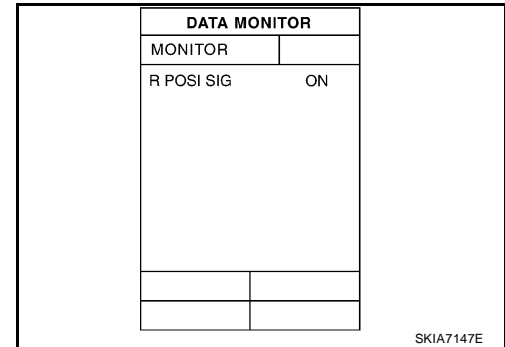 DATA MONITOR
MONITOR
R POSI SIG ON
SKIA7147E